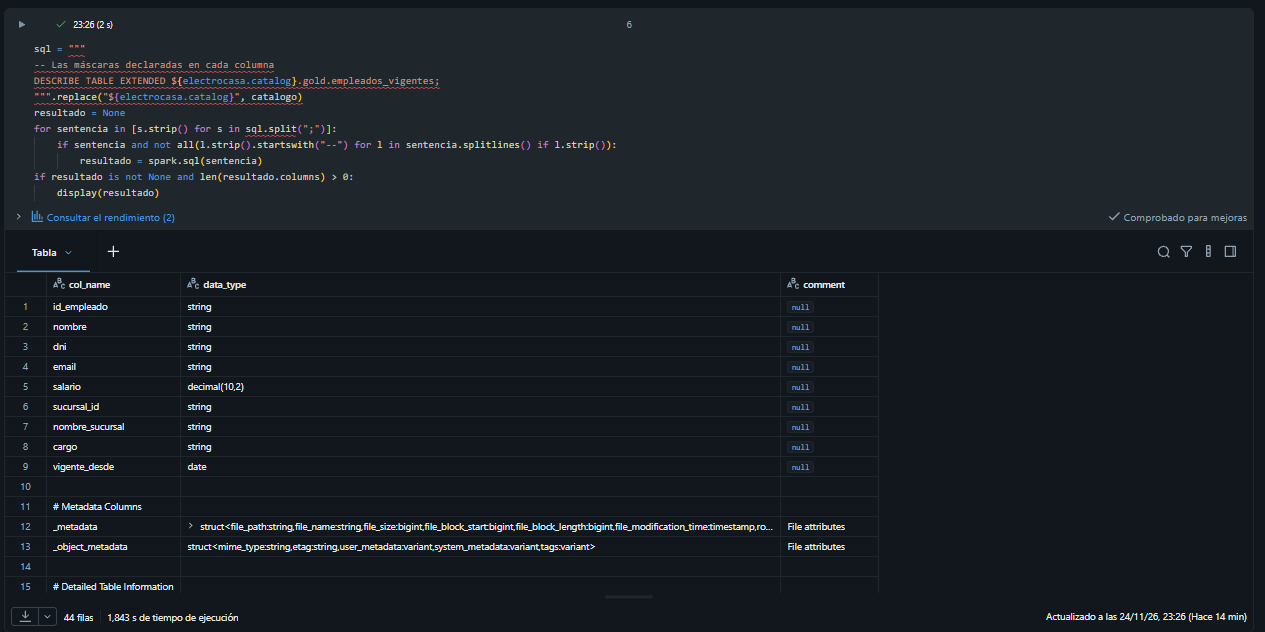 23:26 (2 s)
6
sql = """
-- Las máscaras declaradas en cada columna
DESCRIBE TABLE EXTENDED ${electrocasa.catalog}.gold.empleados_vigentes;
""".replace("${electrocasa.catalog}", catalogo)
resultado = None
for sentencia in [s.strip() for s in sql.split(";")]:
if sentencia and not all(l.strip().startswith("--") for l in sentencia.splitlines() if l.strip()):
resultado = spark.sql(sentencia)
if resultado is not None and len(resultado.columns) > 0:
display(resultado)
Consultar el rendimiento (2) Comprobado para mejoras
Tabla +
col_name data_type comment
1 id_empleado string null
2 nombre string null
3 dni string null
4 email string null
5 salario decimal(10,2) null
6 sucursal_id string null
7 nombre_sucursal string null
8 cargo string null
9 vigente_desde date null
10
11 # Metadata Columns
12 _metadata struct<file_path:string,file_name:string,file_size:bigint,file_block_start:bigint,file_block_length:bigint,file_modification_time:timestamp,ro... File attributes
13 _object_metadata struct<mime_type:string,etag:string,user_metadata:variant,system_metadata:variant,tags:variant> File attributes
14
15 # Detailed Table Information
44 filas 1,843 s de tiempo de ejecución Actualizado a las 24/11/26, 23:26 (Hace 14 min)